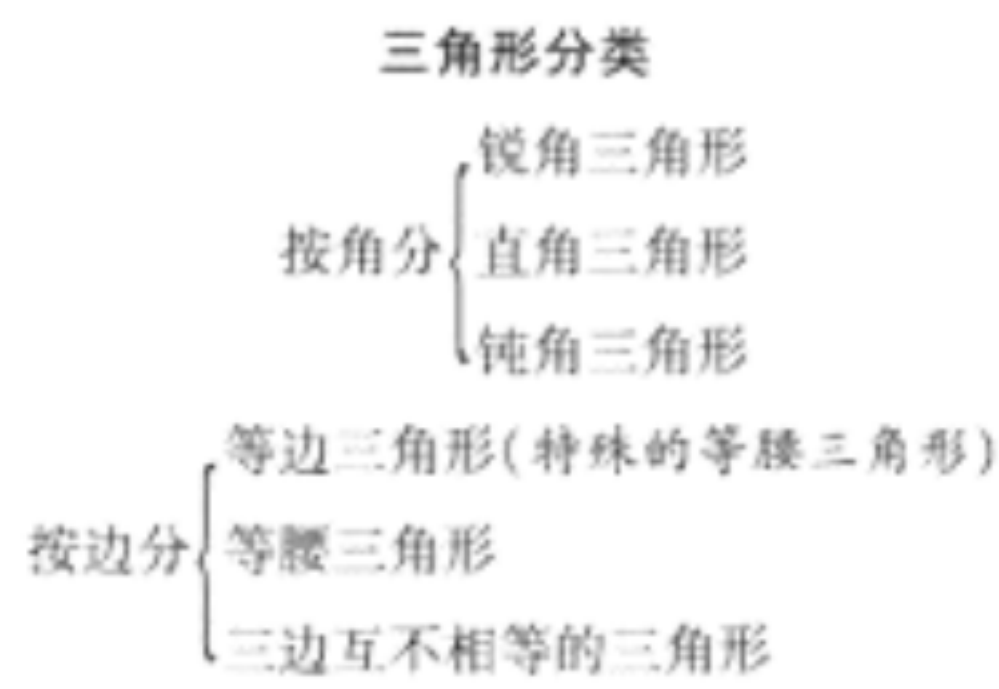 三角形分类
锐角三角形
按角分
直角三角形
钝角三角形
等边三角形(特殊的等腰三角形)
按边分
等腰三角形
三边互不相等的三角形